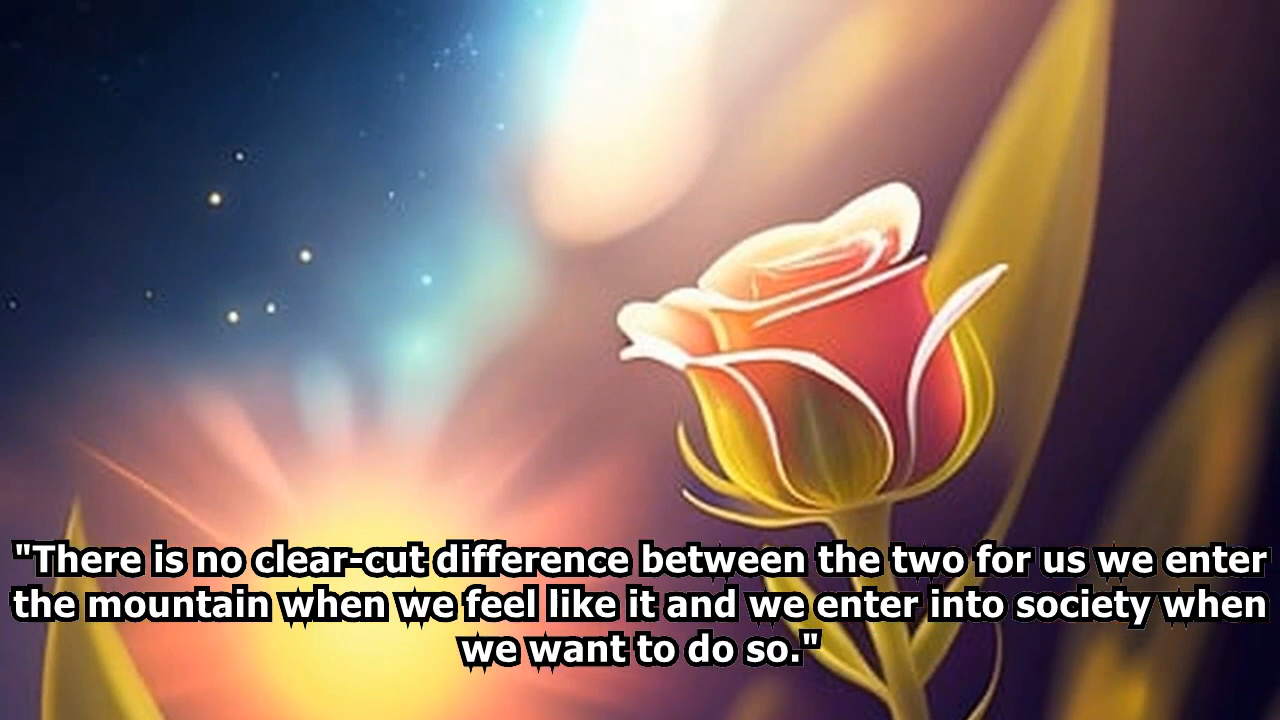 "There is no clear-cut difference between the two for us we enter
the mountain when we feel like it and we enter into society when
we want to do so."